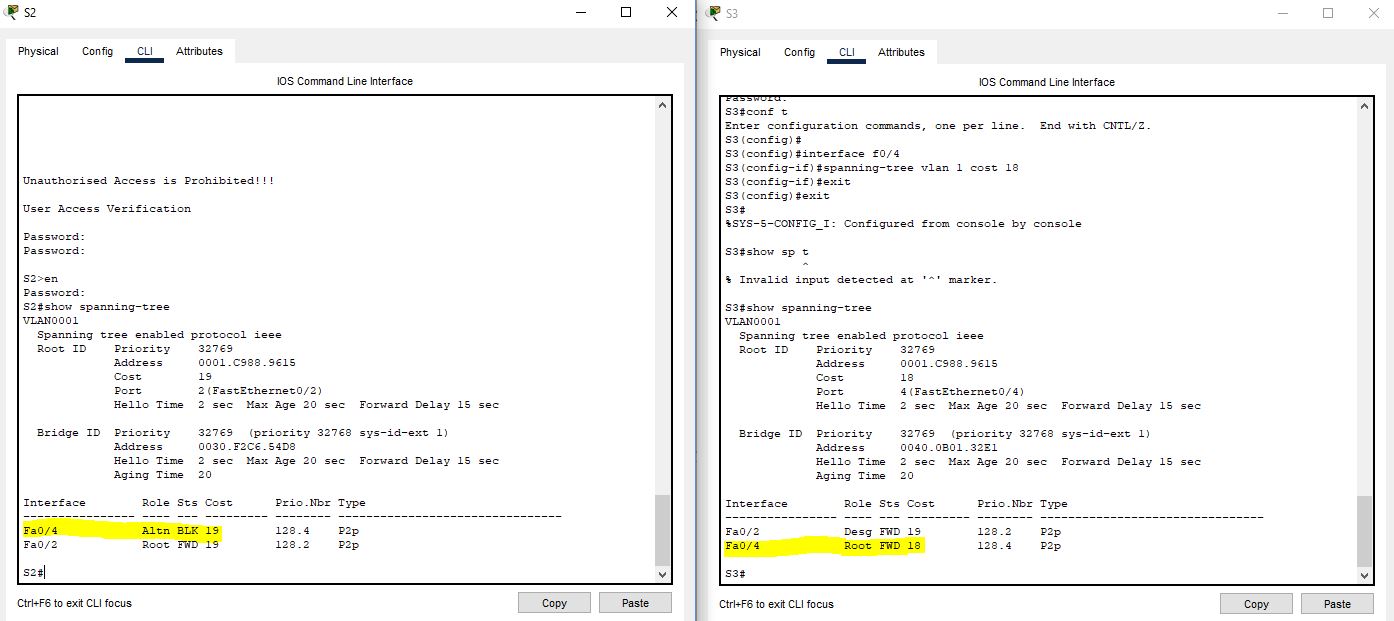 S2
Physical Config CLI Attributes
IOS Command Line Interface
Unauthorised Access is Prohibited!!!
User Access Verification
Password:
Password:
S2>en
Password:
S2#show spanning-tree
VLAN0001
Spanning tree enabled protocol ieee
Root ID Priority 32769
Address 0001.C988.9615
Cost 19
Port 2(FastEthernet0/2)
Hello Time 2 sec Max Age 20 sec Forward Delay 15 sec
Bridge ID Priority 32769 (priority 32768 sys-id-ext 1)
Address 0030.F2C6.54D8
Hello Time 2 sec Max Age 20 sec Forward Delay 15 sec
Aging Time 20
Interface Role Sts Cost Prio.Nbr Type
---------------- ---- --- --------- -------- --------------------------------
Fa0/4 Altn BLK 19 128.4 P2p
Fa0/2 Root FWD 19 128.2 P2p
S2#
Ctrl+F6 to exit CLI focus
Copy Paste
S3
Physical Config CLI Attributes
IOS Command Line Interface
Password:
S3#conf t
Enter configuration commands, one per line. End with CNTL/Z.
S3(config)#
S3(config)#interface f0/4
S3(config-if)#spanning-tree vlan 1 cost 18
S3(config-if)#exit
S3(config)#exit
S3#
%SYS-5-CONFIG_I: Configured from console by console
S3#show sp t
^
% Invalid input detected at '^' marker.
S3#show spanning-tree
VLAN0001
Spanning tree enabled protocol ieee
Root ID Priority 32769
Address 0001.C988.9615
Cost 18
Port 4(FastEthernet0/4)
Hello Time 2 sec Max Age 20 sec Forward Delay 15 sec
Bridge ID Priority 32769 (priority 32768 sys-id-ext 1)
Address 0040.0B01.32E1
Hello Time 2 sec Max Age 20 sec Forward Delay 15 sec
Aging Time 20
Interface Role Sts Cost Prio.Nbr Type
---------------- ---- --- --------- -------- --------------------------------
Fa0/2 Desg FWD 19 128.2 P2p
Fa0/4 Root FWD 18 128.4 P2p
S3#
Ctrl+F6 to exit CLI focus
Copy Paste